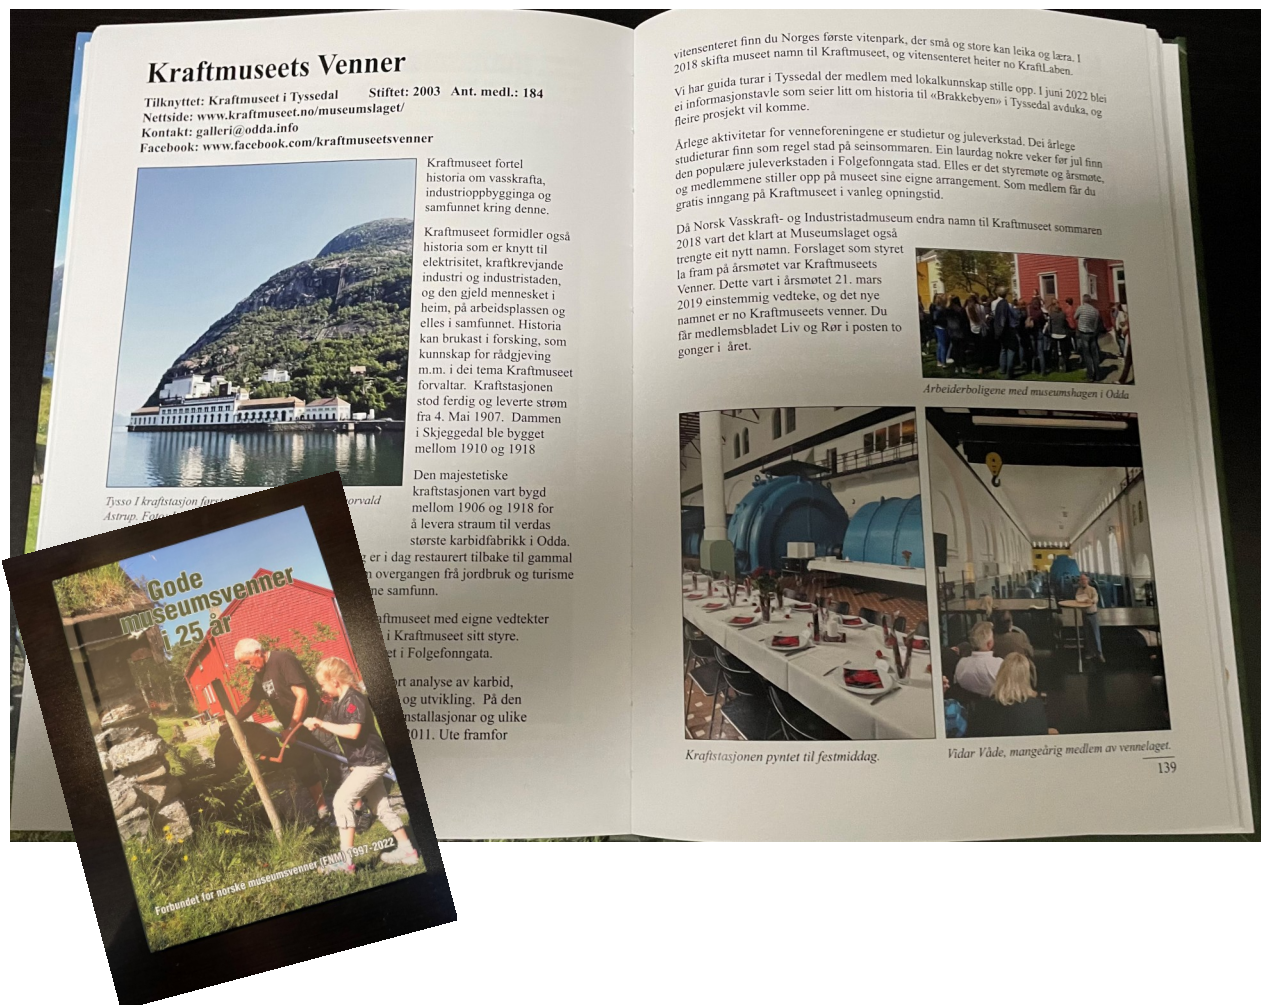 Kraftmuseets Venner
Tilknyttet: Kraftmuseet i Tyssedal Stiftet: 2003 Ant. medl.: 184
Nettside: www.kraftmuseet.no/museumslaget/
Kontakt: galleri@odda.info
Facebook: www.facebook.com/kraftmuseetsvenner
Kraftmuseet fortel
historia om vasskrafta,
industrioppbygginga og
samfunnet kring denne.
Kraftmuseet formidler også
historia som er knytt til
elektrisitet, kraftkrevjande
industri og industristaden,
og den gjeld mennesket i
heim, på arbeidsplassen og
elles i samfunnet. Historia
kan brukast i forsking, som
kunnskap for rådgjeving
m.m. i dei tema Kraftmuseet
forvaltar. Kraftstasjonen
stod ferdig og leverte strøm
fra 4. Mai 1907. Dammen
i Skjeggedal ble bygget
mellom 1910 og 1918
Den majestetiske
kraftstasjonen vart bygd
mellom 1906 og 1918 for
å levera straum til verdas
største karbidfabrikk i Odda.
er i dag restaurert tilbake til gammal
overgangen frå jordbruk og turisme
samfunn.
med eigne vedtekter
i Kraftmuseet sitt styre.
i Folgefonngata.
analyse av karbid,
og utvikling. På den
og ulike
2011. Ute framfor
Tysso I kraftstasjon
Astrup.
vitensenteret finn du Norges første vitenpark, der små og store kan leika og læra. I
2018 skifta museet namn til Kraftmuseet, og vitensenteret heiter no KraftLaben.
Vi har guida turar i Tyssedal der medlem med lokalkunnskap stille opp. I juni 2022 blei
ei informasjonstavle som seier litt om historia til «Brakkebyen» i Tyssedal avduka, og
fleire prosjekt vil komme.
Årlege aktivitetar for venneforeningene er studietur og juleverkstad. Dei årlege
studieturar finn som regel stad på seinsommaren. Ein laurdag nokre veker før jul finn
den populære juleverkstaden i Folgefonngata stad. Elles er det styremøte og årsmøte,
og medlemmene stiller opp på museet sine eigne arrangement. Som medlem får du
gratis inngang på Kraftmuseet i vanleg opningstid.
Då Norsk Vasskraft- og Industristadmuseum endra namn til Kraftmuseet sommaren
2018 vart det klart at Museumslaget også
trengte eit nytt namn. Forslaget som styret
la fram på årsmøtet var Kraftmuseets
Venner. Dette vart i årsmøtet 21. mars
2019 einstemmig vedteke, og det nye
namnet er no Kraftmuseets venner. Du
får medlemsbladet Liv og Rør i posten to
gonger i året.
Arbeiderboligene med museumshagen i Odda
Kraftstasjonen pyntet til festmiddag.
Vidar Våde, mangeårig medlem av vennelaget.
139
Gode
museumsvenner
i 25 år
Forbundet for norske museumsvenner (FNM) 1997-2022